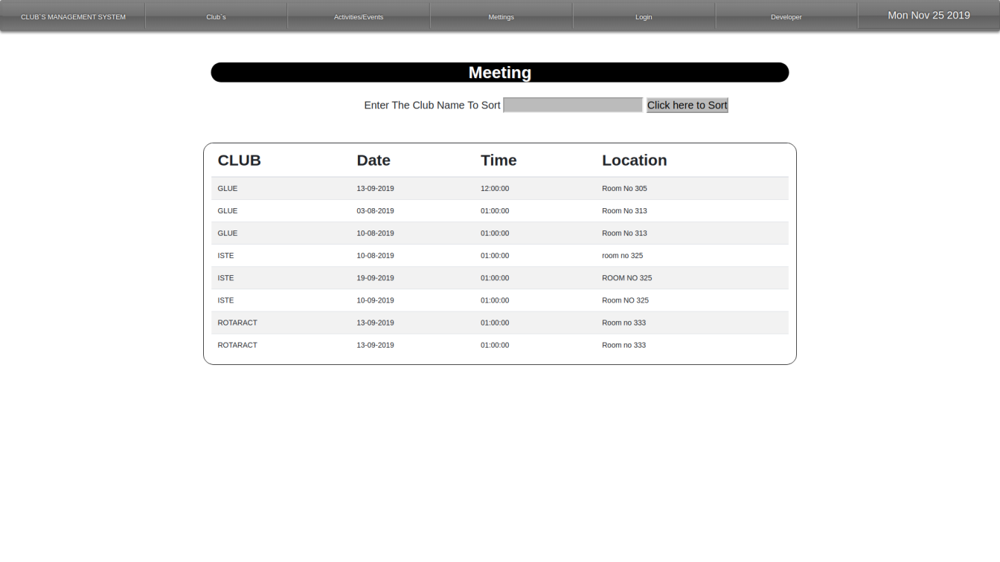 CLUB`S MANAGEMENT SYSTEM Club`s Activities/Events Mettings Login Developer Mon Nov 25 2019
Meeting
Enter The Club Name To Sort Click here to Sort
CLUB Date Time Location
GLUE 13-09-2019 12:00:00 Room No 305
GLUE 03-08-2019 01:00:00 Room No 313
GLUE 10-08-2019 01:00:00 Room No 313
ISTE 10-08-2019 01:00:00 room no 325
ISTE 19-09-2019 01:00:00 ROOM NO 325
ISTE 10-09-2019 01:00:00 Room NO 325
ROTARACT 13-09-2019 01:00:00 Room no 333
ROTARACT 13-09-2019 01:00:00 Room no 333